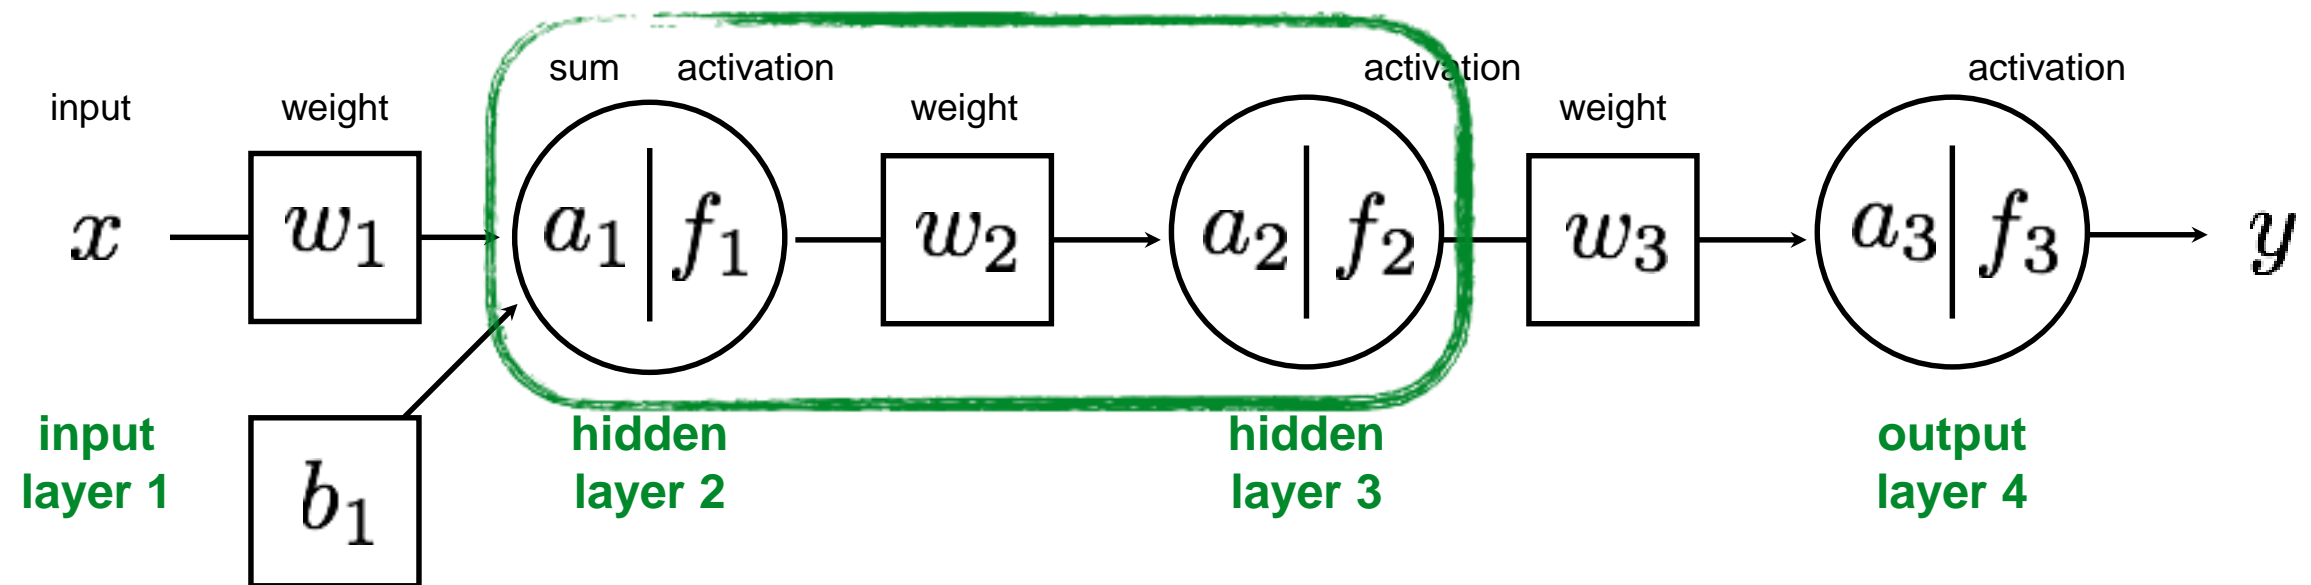 sum activation activation activation
input weight weight weight
x w₁ a₁ f₁ w₂ a₂ f₂ w₃ a₃ f₃ y
input hidden hidden output
layer 1 layer 2 layer 3 layer 4
b₁